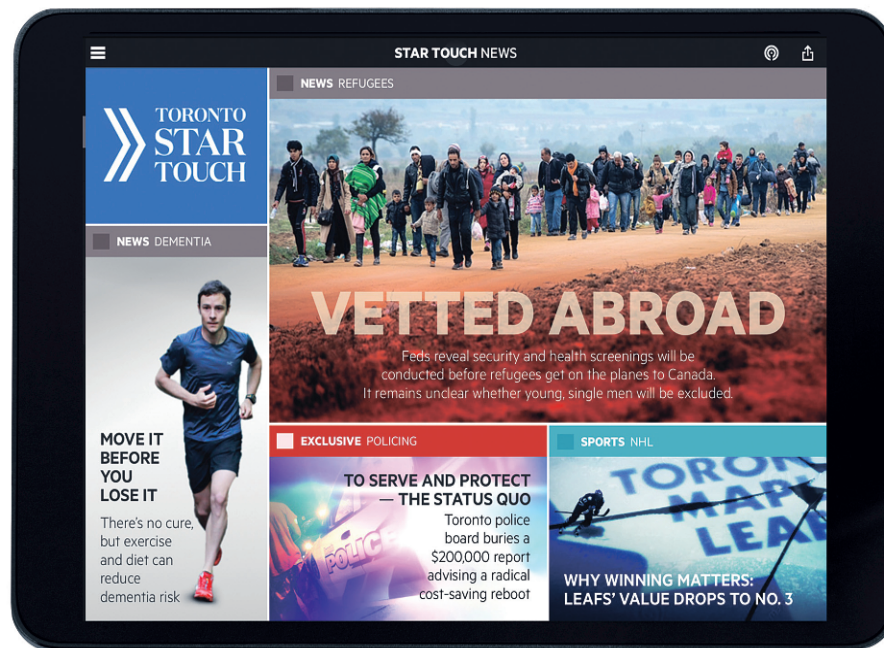 STAR TOUCH NEWS
TORONTO
STAR
TOUCH
NEWS REFUGEES
VETTED ABROAD
Feds reveal security and health screenings will be
conducted before refugees get on the planes to Canada.
It remains unclear whether young, single men will be excluded.
NEWS DEMENTIA
MOVE IT
BEFORE
YOU
LOSE IT
There's no cure,
but exercise
and diet can
reduce
dementia risk
EXCLUSIVE POLICING
TO SERVE AND PROTECT
— THE STATUS QUO
Toronto police
board buries a
$200,000 report
advising a radical
cost-saving reboot
POLICE
SPORTS NHL
TORON
MAPL
LEAF
WHY WINNING MATTERS:
LEAFS' VALUE DROPS TO NO. 3